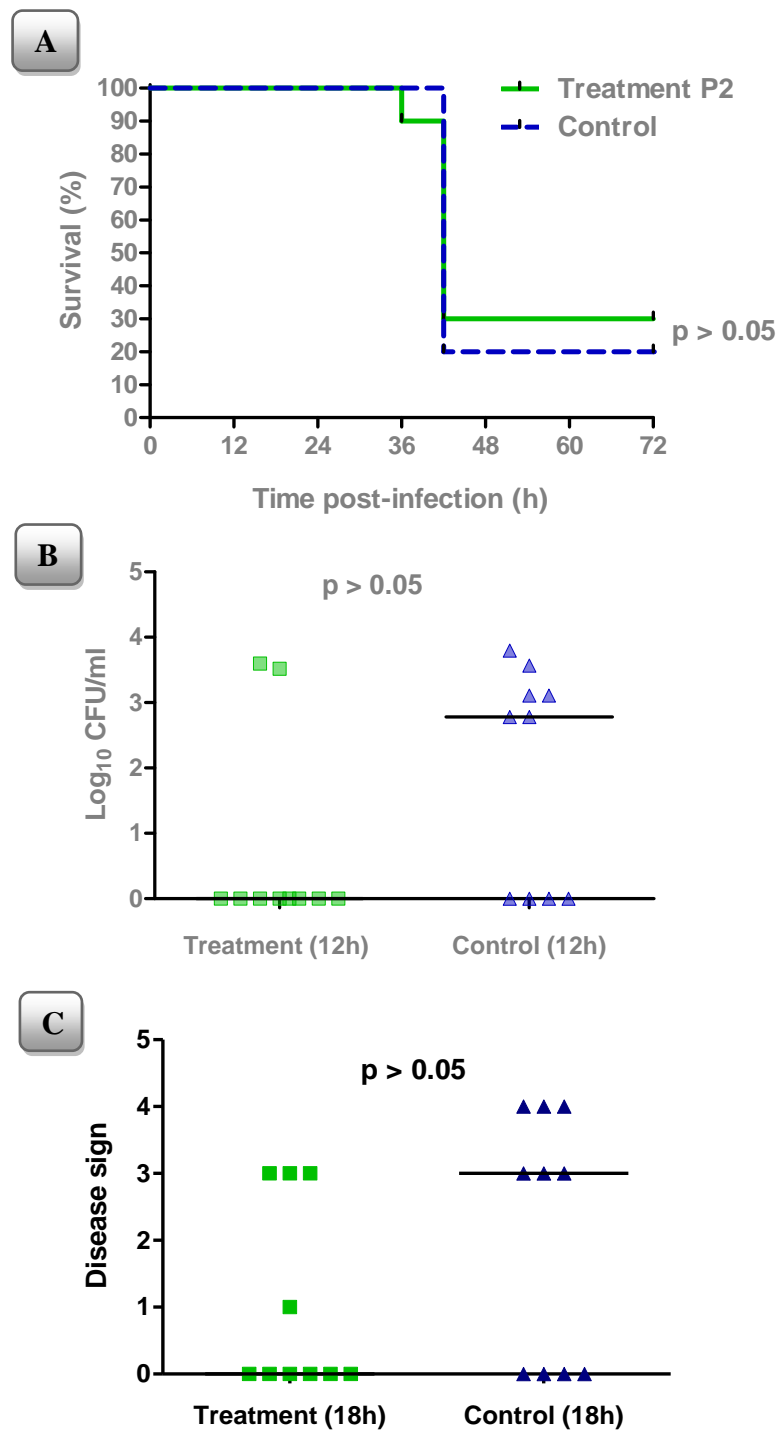 A
100
90
80
70
60
50
40
30
20
10
0
Survival (%)
Treatment P2
Control
p > 0.05
0 12 24 36 48 60 72
Time post-infection (h)
B
5
4
3
2
1
0
Log10 CFU/ml
p > 0.05
Treatment (12h) Control (12h)
C
5
4
3
2
1
0
Disease sign
p > 0.05
Treatment (18h) Control (18h)